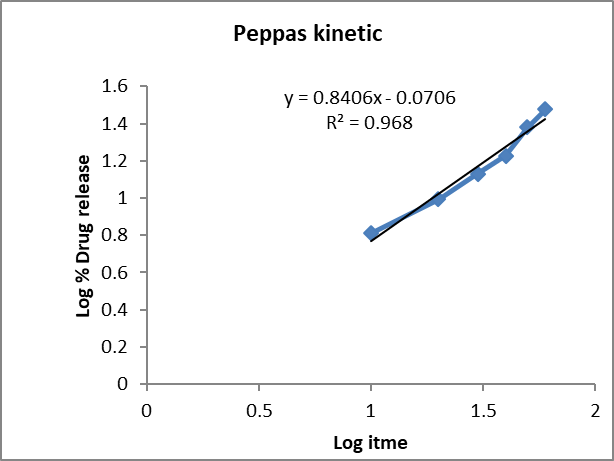 Peppas kinetic
y = 0.8406x - 0.0706
R² = 0.968
Log % Drug release
1.6
1.4
1.2
1
0.8
0.6
0.4
0.2
0
0 0.5 1 1.5 2
Log itme